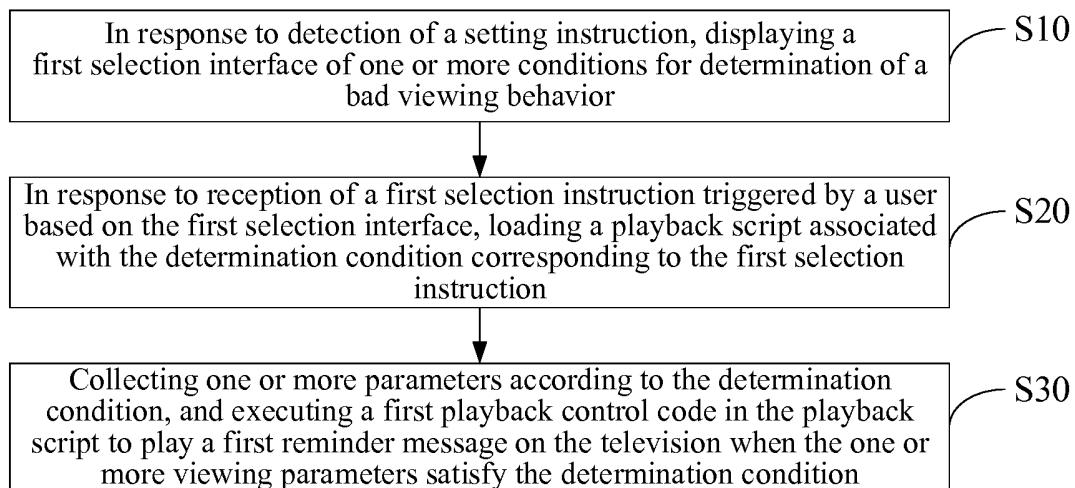 In response to detection of a setting instruction, displaying a
first selection interface of one or more conditions for determination of a
bad viewing behavior
S10
In response to reception of a first selection instruction triggered by a user
based on the first selection interface, loading a playback script associated
with the determination condition corresponding to the first selection
instruction
S20
Collecting one or more parameters according to the determination
condition, and executing a first playback control code in the playback
script to play a first reminder message on the television when the one or
more viewing parameters satisfy the determination condition
S30